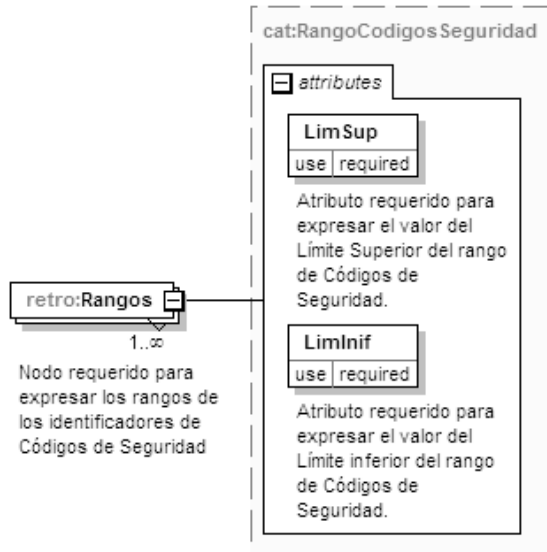 cat:RangoCodigosSeguridad
attributes
LimSup
use required
Atributo requerido para
expresar el valor del
Límite Superior del rango
de Códigos de
Seguridad.
retro:Rangos
1..∞
Nodo requerido para
expresar los rangos de
los identificadores de
Códigos de Seguridad
LimInif
use required
Atributo requerido para
expresar el valor del
Límite inferior del rango
de Códigos de
Seguridad.